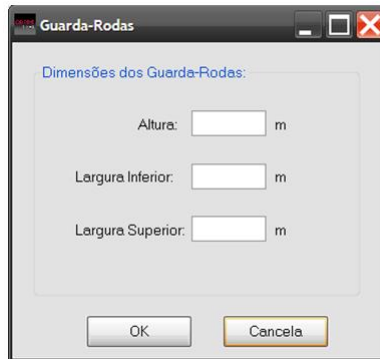 Guarda-Rodas
Dimensões dos Guarda-Rodas:
Altura: m
Largura Inferior: m
Largura Superior: m
OK Cancela